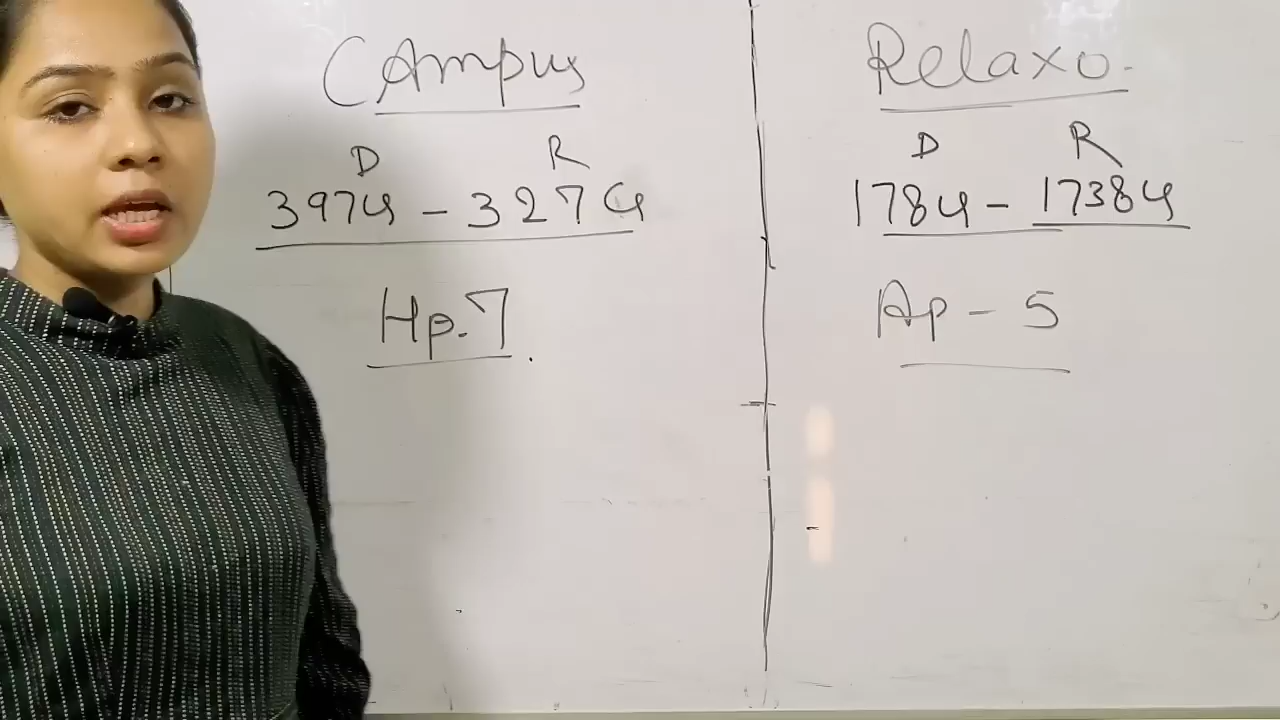 CAmpus
D R
3974 - 3274
Hp.7.
Relaxo.
D R
1784 - 17384
Ap - 5